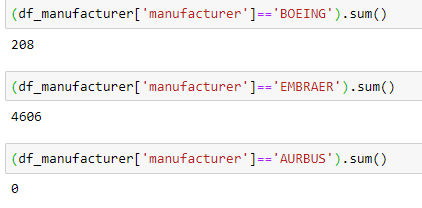 (df_manufacturer['manufacturer']=='BOEING').sum()
208
(df_manufacturer['manufacturer']=='EMBRAER').sum()
4606
(df_manufacturer['manufacturer']=='AURBUS').sum()
0